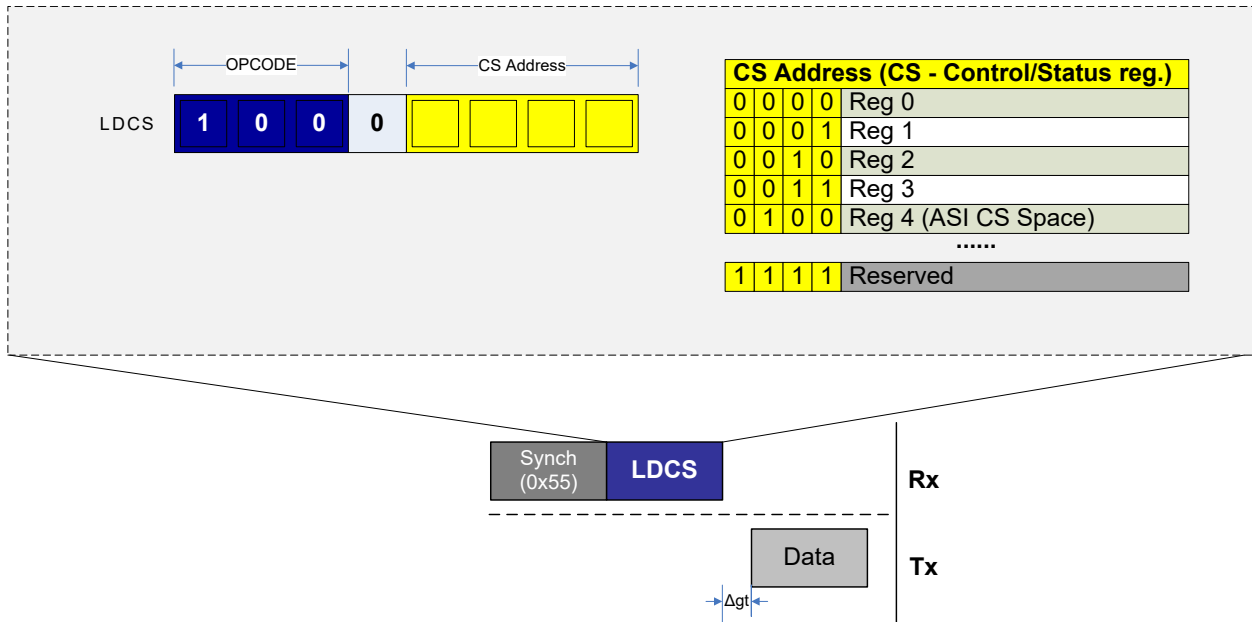 OPCODE
CS Address
LDCS
1 0 0 0
CS Address (CS - Control/Status reg.)
0 0 0 0 Reg 0
0 0 0 1 Reg 1
0 0 1 0 Reg 2
0 0 1 1 Reg 3
0 1 0 0 Reg 4 (ASI CS Space)
......
1 1 1 1 Reserved
Synch
(0x55)
LDCS
Rx
Data
Tx
Δgt